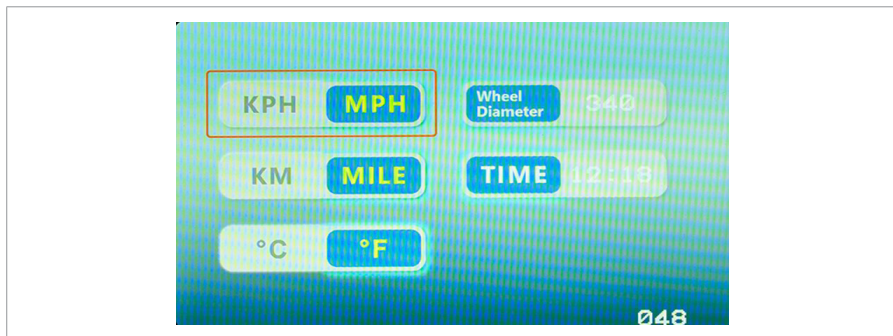 KPH MPH
Wheel
Diameter 340
KM MILE
TIME 12:18
°C °F
048